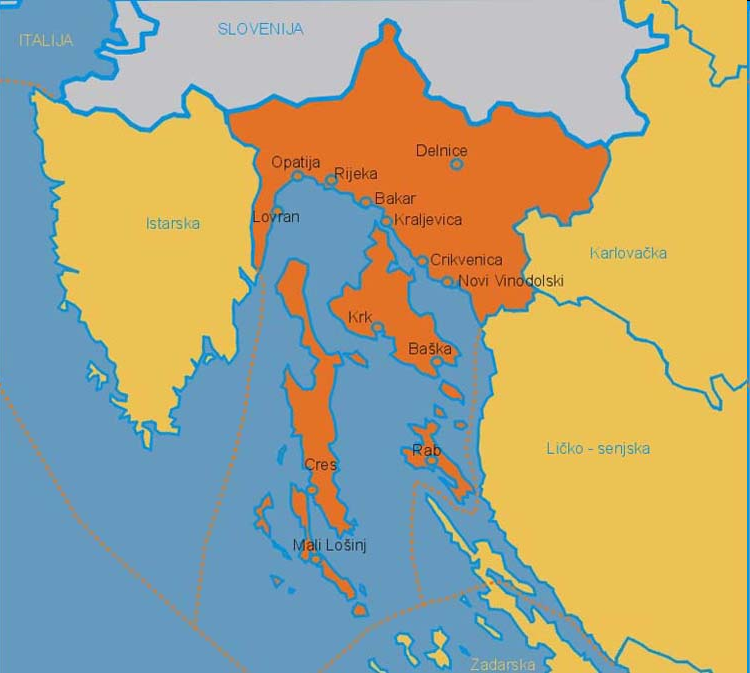 ITALIJA
SLOVENIJA
Delnice
Opatija
Rijeka
Bakar
Lovran
Kraljevica
Istarska
Karlovačka
Crikvenica
Novi Vinodolski
Krk
Baška
Rab
Ličko - senjska
Cres
Mali Lošinj
Zadarska